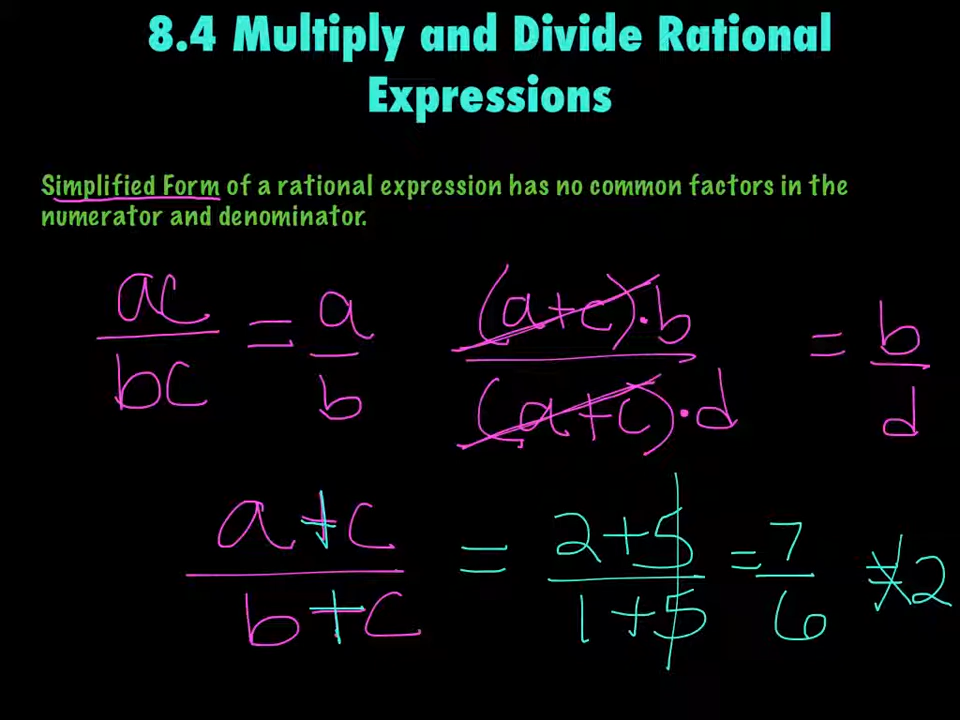 8.4 Multiply and Divide Rational
Expressions
Simplified Form of a rational expression has no common factors in the
numerator and denominator.
ac/bc = a/b   (a+c)·b/(a+c)·d = b/d
a+c/b+c = 2+5/1+5 = 7/6 ≠ 2